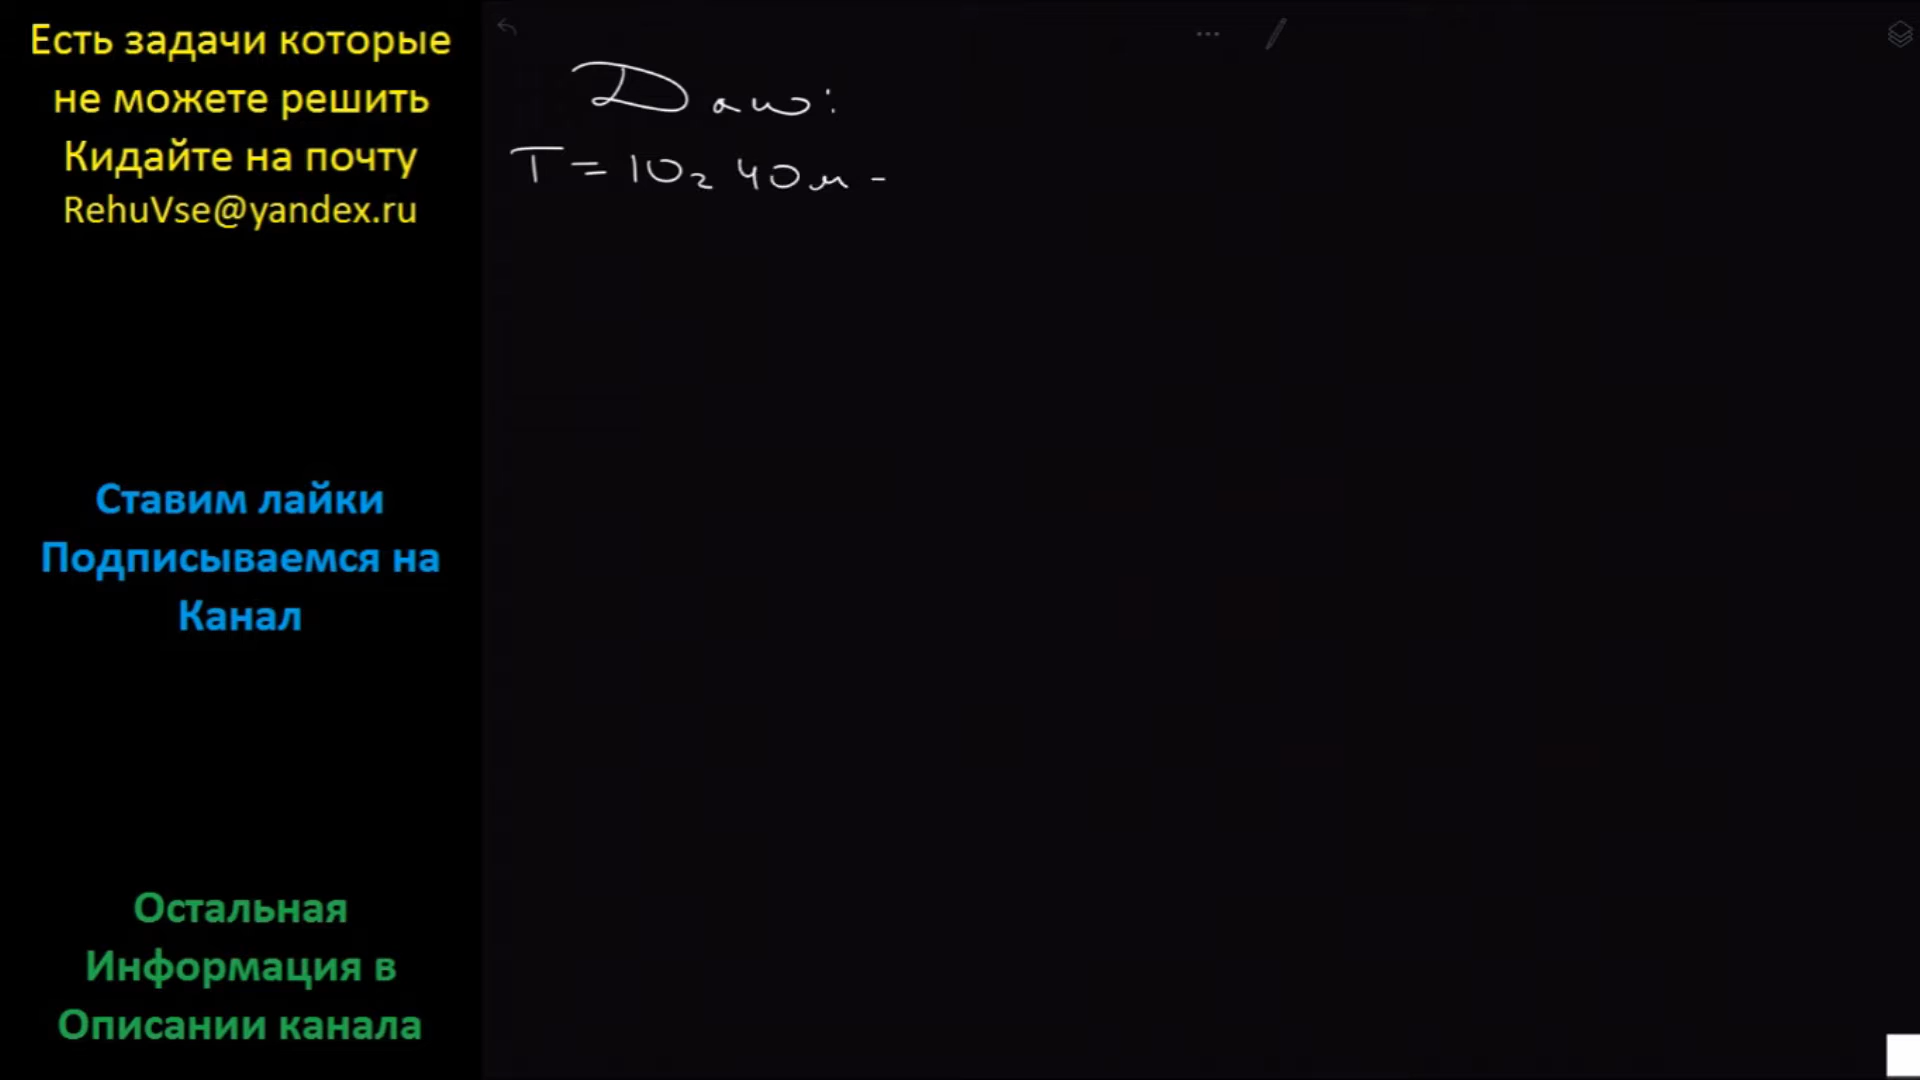 Есть задачи которые
не можете решить
Кидайте на почту
RehuVse@yandex.ru
Ставим лайки
Подписываемся на
Канал
Остальная
Информация в
Описании канала
Дано:
T = 10г 40м -